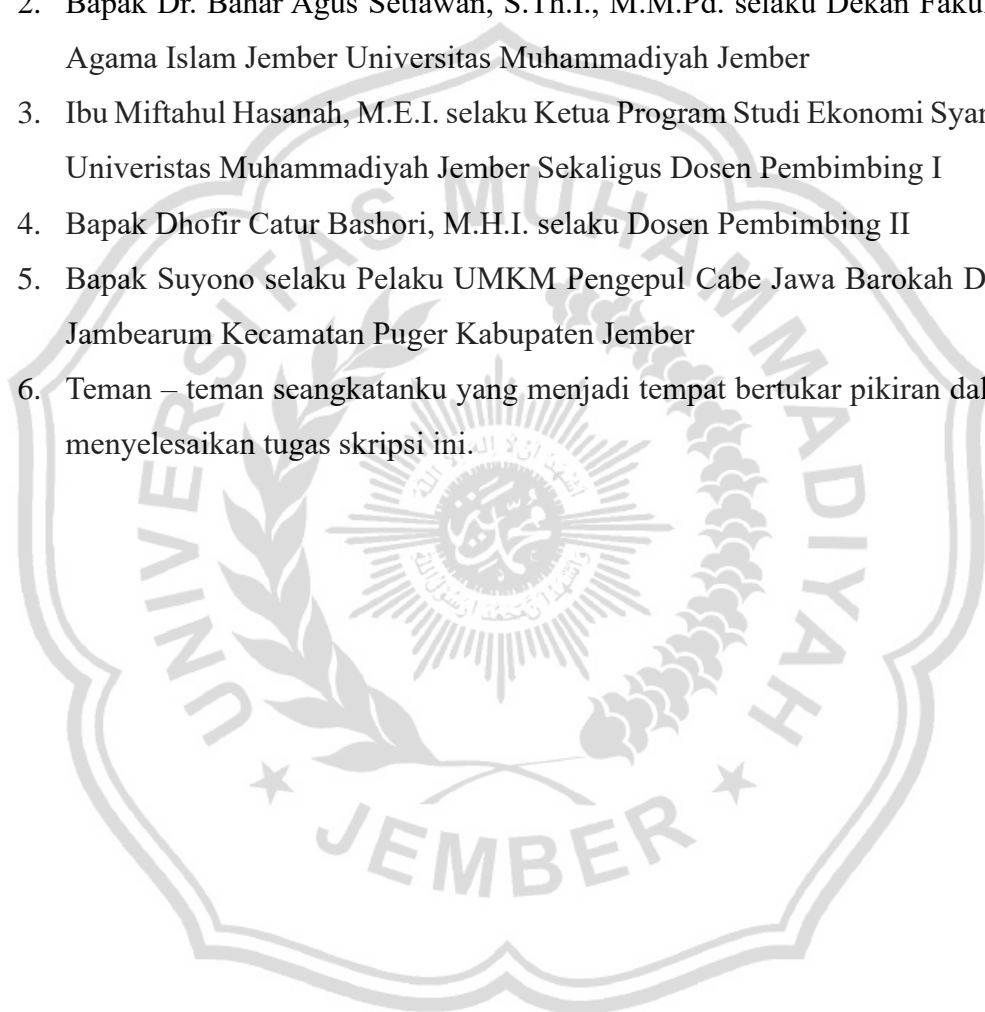 2. Bapak Dr. Bahar Agus Setiawan, S.Th.I., M.M.Pd. selaku Dekan
Agama Islam Jember Universitas Muhammadiyah Jember
3. Ibu Miftahul Hasanah, M.E.I. selaku Ketua Program Studi Ekonomi
Univeristas Muhammadiyah Jember Sekaligus Dosen Pembimbing I
4. Bapak Dhofir Catur Bashori, M.H.I. selaku Dosen Pembimbing II
5. Bapak Suyono selaku Pelaku UMKM Pengepul Cabe Jawa Barokah
Jambearum Kecamatan Puger Kabupaten Jember
6. Teman – teman seangkatanku yang menjadi tempat bertukar pikiran
menyelesaikan tugas skripsi ini.
UNIVERSITAS MUHAMMADIYAH
JEMBER